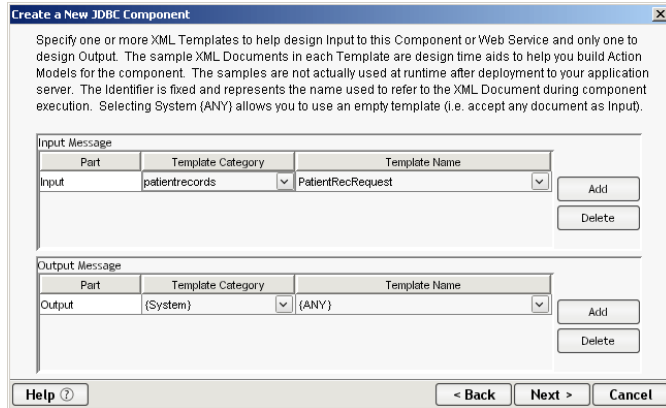 Create a New JDBC Component
Specify one or more XML Templates to help design Input to this Component or Web Service and only one to
design Output. The sample XML Documents in each Template are design time aids to help you build Action
Models for the component. The samples are not actually used at runtime after deployment to your application
server. The Identifier is fixed and represents the name used to refer to the XML Document during component
execution. Selecting System {ANY} allows you to use an empty template (i.e. accept any document as Input).
Input Message
Part Template Category Template Name
Input patientrecords PatientRecRequest
Add
Delete
Output Message
Part Template Category Template Name
Output {System} {ANY}
Add
Delete
Help ? < Back Next > Cancel